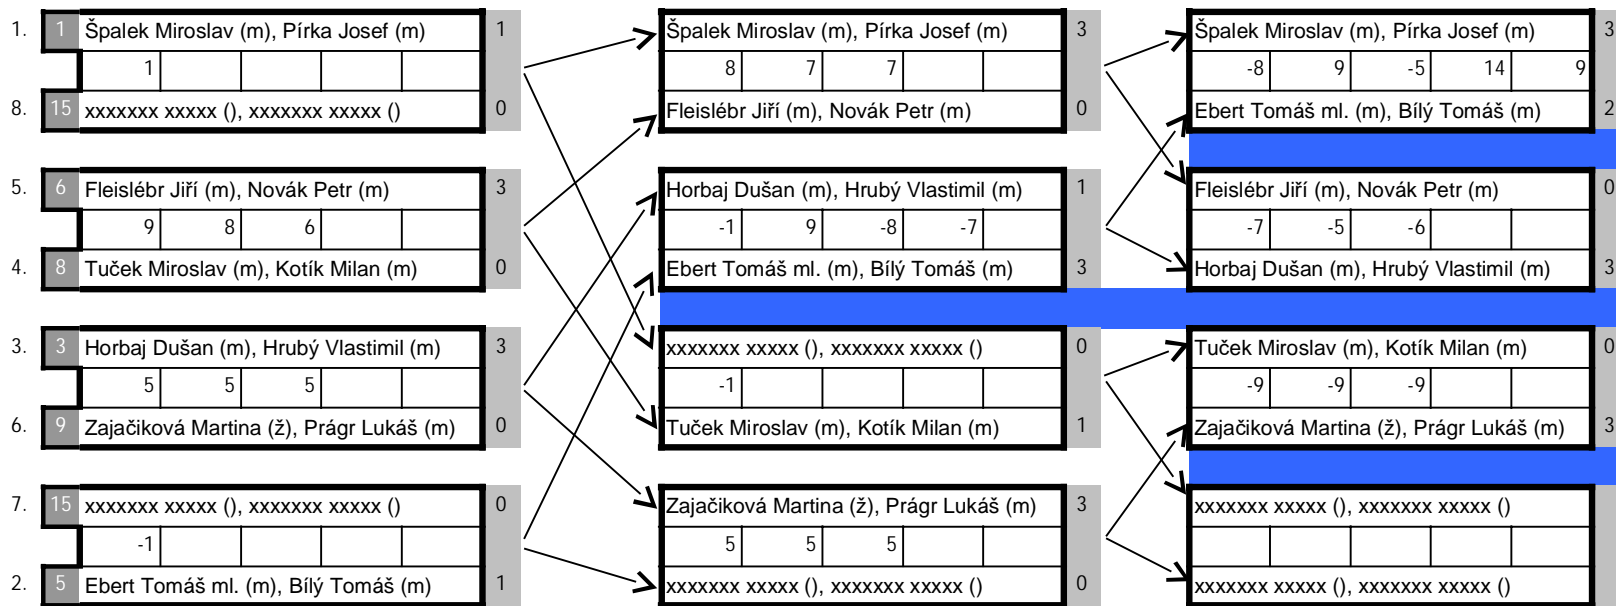 1. 1 Špalek Miroslav (m), Pírka Josef (m) 1
1
8. 15 xxxxxxx xxxxx (), xxxxxxx xxxxx () 0
5. 6 Fleislébr Jiří (m), Novák Petr (m) 3
9 8 6
4. 8 Tuček Miroslav (m), Kotík Milan (m) 0
3. 3 Horbaj Dušan (m), Hrubý Vlastimil (m) 3
5 5 5
6. 9 Zajačiková Martina (ž), Prágr Lukáš (m) 0
7. 15 xxxxxxx xxxxx (), xxxxxxx xxxxx () 0
-1
2. 5 Ebert Tomáš ml. (m), Bílý Tomáš (m) 1
Špalek Miroslav (m), Pírka Josef (m) 3
8 7 7
Fleislébr Jiří (m), Novák Petr (m) 0
Horbaj Dušan (m), Hrubý Vlastimil (m) 1
-1 9 -8 -7
Ebert Tomáš ml. (m), Bílý Tomáš (m) 3
xxxxxxx xxxxx (), xxxxxxx xxxxx () 0
-1
Tuček Miroslav (m), Kotík Milan (m) 1
Zajačiková Martina (ž), Prágr Lukáš (m) 3
5 5 5
xxxxxxx xxxxx (), xxxxxxx xxxxx () 0
Špalek Miroslav (m), Pírka Josef (m) 3
-8 9 -5 14 9
Ebert Tomáš ml. (m), Bílý Tomáš (m) 2
Fleislébr Jiří (m), Novák Petr (m) 0
-7 -5 -6
Horbaj Dušan (m), Hrubý Vlastimil (m) 3
Tuček Miroslav (m), Kotík Milan (m) 0
-9 -9 -9
Zajačiková Martina (ž), Prágr Lukáš (m) 3
xxxxxxx xxxxx (), xxxxxxx xxxxx ()
xxxxxxx xxxxx (), xxxxxxx xxxxx ()